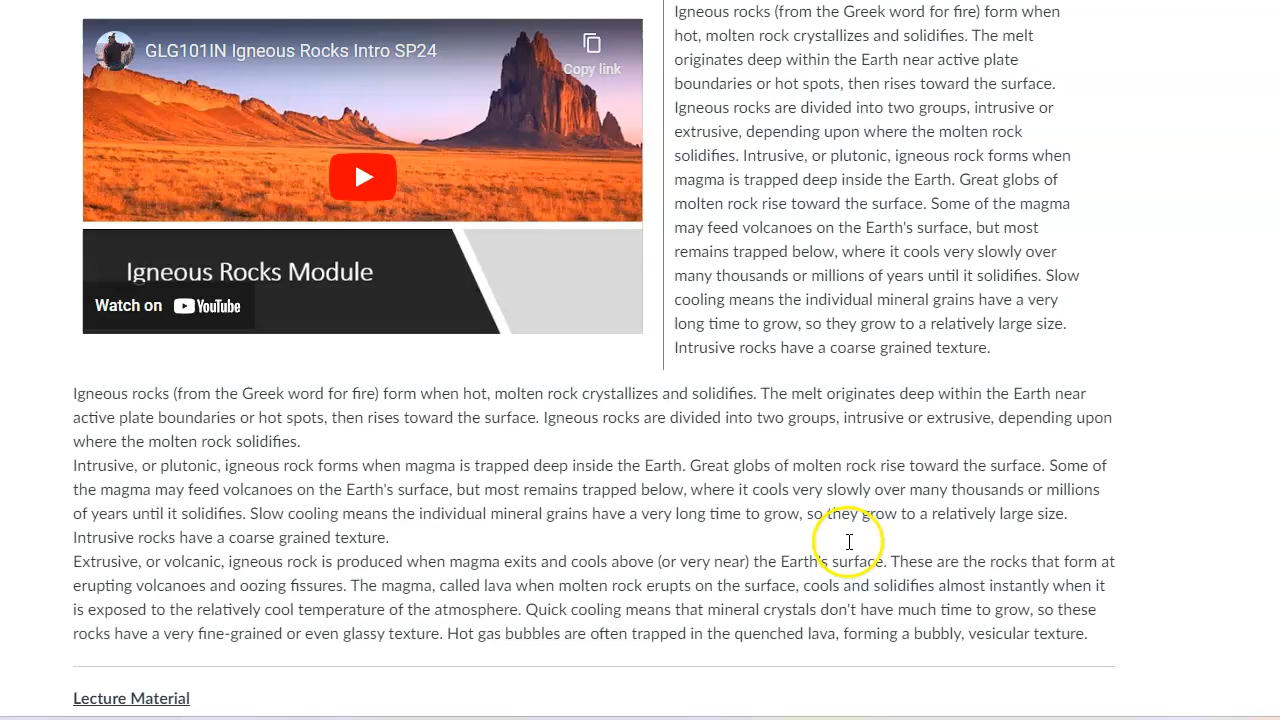 GLG101IN Igneous Rocks Intro SP24
Copy link
Igneous Rocks Module
Watch on YouTube
Igneous rocks (from the Greek word for fire) form when
hot, molten rock crystallizes and solidifies. The melt
originates deep within the Earth near active plate
boundaries or hot spots, then rises toward the surface.
Igneous rocks are divided into two groups, intrusive or
extrusive, depending upon where the molten rock
solidifies. Intrusive, or plutonic, igneous rock forms when
magma is trapped deep inside the Earth. Great globs of
molten rock rise toward the surface. Some of the magma
may feed volcanoes on the Earth's surface, but most
remains trapped below, where it cools very slowly over
many thousands or millions of years until it solidifies. Slow
cooling means the individual mineral grains have a very
long time to grow, so they grow to a relatively large size.
Intrusive rocks have a coarse grained texture.
Igneous rocks (from the Greek word for fire) form when hot, molten rock crystallizes and solidifies. The melt originates deep within the Earth near
active plate boundaries or hot spots, then rises toward the surface. Igneous rocks are divided into two groups, intrusive or extrusive, depending upon
where the molten rock solidifies.
Intrusive, or plutonic, igneous rock forms when magma is trapped deep inside the Earth. Great globs of molten rock rise toward the surface. Some of
the magma may feed volcanoes on the Earth's surface, but most remains trapped below, where it cools very slowly over many thousands or millions
of years until it solidifies. Slow cooling means the individual mineral grains have a very long time to grow, so they grow to a relatively large size.
Intrusive rocks have a coarse grained texture.
Extrusive, or volcanic, igneous rock is produced when magma exits and cools above (or very near) the Earth's surface. These are the rocks that form at
erupting volcanoes and oozing fissures. The magma, called lava when molten rock erupts on the surface, cools and solidifies almost instantly when it
is exposed to the relatively cool temperature of the atmosphere. Quick cooling means that mineral crystals don't have much time to grow, so these
rocks have a very fine-grained or even glassy texture. Hot gas bubbles are often trapped in the quenched lava, forming a bubbly, vesicular texture.
Lecture Material